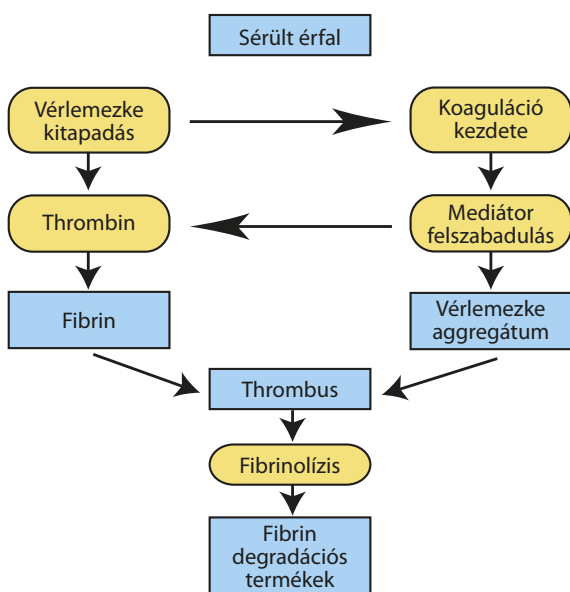 Sérült érfal
Vérlemezke
kitapadás
Koaguláció
kezdete
Thrombin
Mediátor
felszabadulás
Fibrin
Vérlemezke
aggregátum
Thrombus
Fibrinolízis
Fibrin
degradációs
termékek